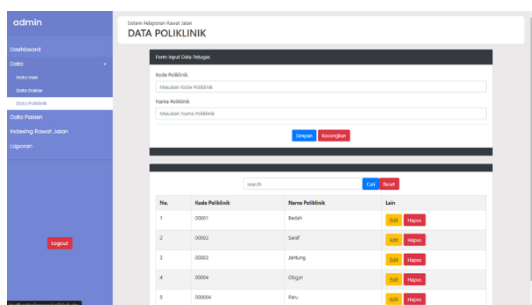 admin
Dashboard
Data
Data User
Data Dokter
Data Poliklinik
Data Pasien
Indexing Rawat Jalan
Laporan
Logout
Sistem Pelaporan Rawat Jalan
DATA POLIKLINIK
Form Input Data Petugas
Kode Poliklinik
Masukan Kode Poliklinik
Nama Poliklinik
Masukan Nama Poliklinik
Simpan Kosongkan
search Cari Reset
No. Kode Poliklinik Nama Poliklinik Lain
1 00001 Bedah Edit Hapus
2 00002 Saraf Edit Hapus
3 00003 Jantung Edit Hapus
4 00004 Obgyn Edit Hapus
5 000004 Paru Edit Hapus